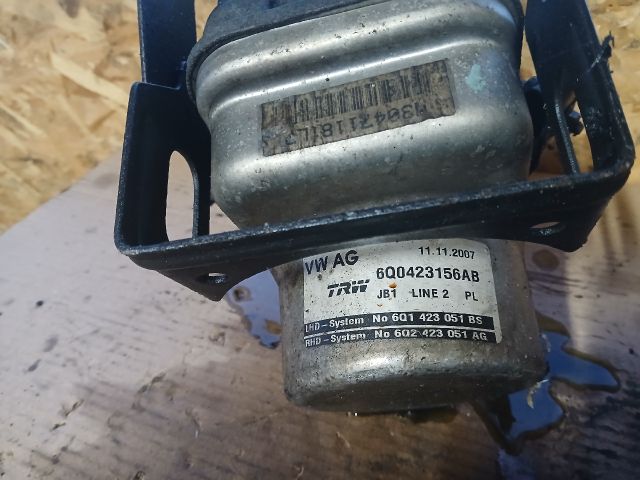 M30471181L7
VW AG 11.11.2007
6Q0423156AB
TRW JB1 LINE 2 PL
LHD-System No 6Q1 423 051 BS
RHD-System No 6Q2 423 051 AG